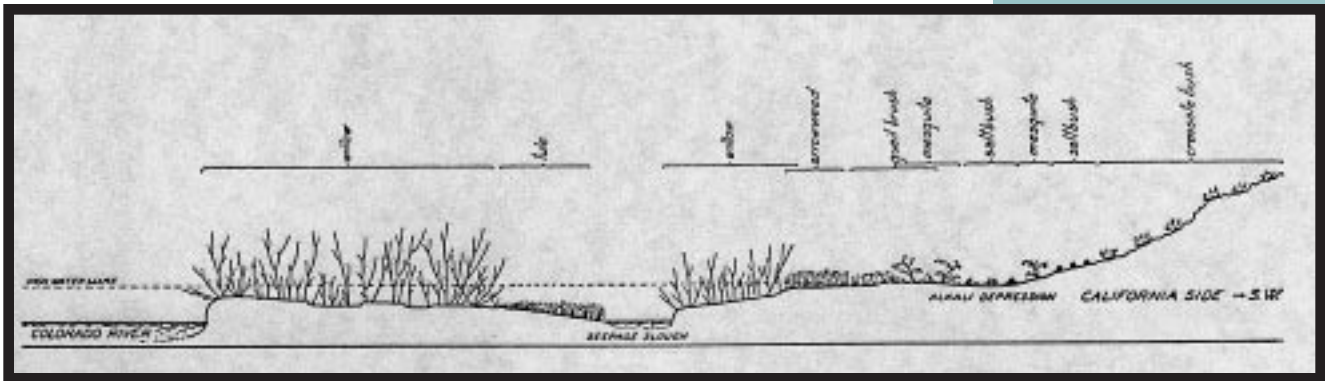 willow
tule
willow
arrowweed
quail brush
mesquite
saltbush
mesquite
saltbush
creosote bush
HIGH WATER LINE
ALKALI DEPRESSION
CALIFORNIA SIDE → S.W.
COLORADO RIVER
SEEPAGE SLOUGH